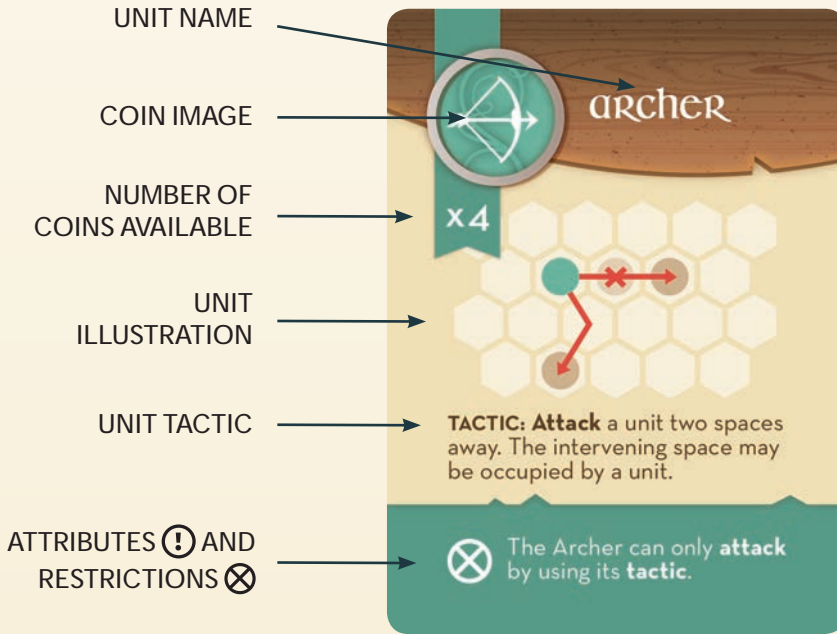 UNIT NAME
COIN IMAGE
NUMBER OF
COINS AVAILABLE
UNIT
ILLUSTRATION
UNIT TACTIC
ATTRIBUTES ! AND
RESTRICTIONS ⊗
archer
x4
TACTIC: Attack a unit two spaces
away. The intervening space may
be occupied by a unit.
The Archer can only attack
by using its tactic.